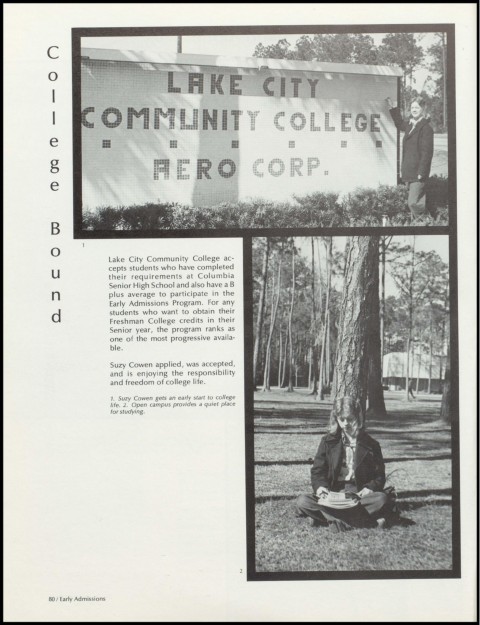 College Bound
LAKE CITY
COMMUNITY COLLEGE
AERO CORP.
1
Lake City Community College ac-
cepts students who have completed
their requirements at Columbia
Senior High School and also have a B
plus average to participate in the
Early Admissions Program. For any
students who want to obtain their
Freshman College credits in their
Senior year, the program ranks as
one of the most progressive availa-
ble.
Suzy Cowen applied, was accepted,
and is enjoying the responsibility
and freedom of college life.
1. Suzy Cowen gets an early start to college
life. 2. Open campus provides a quiet place
for studying.
2
80 / Early Admissions